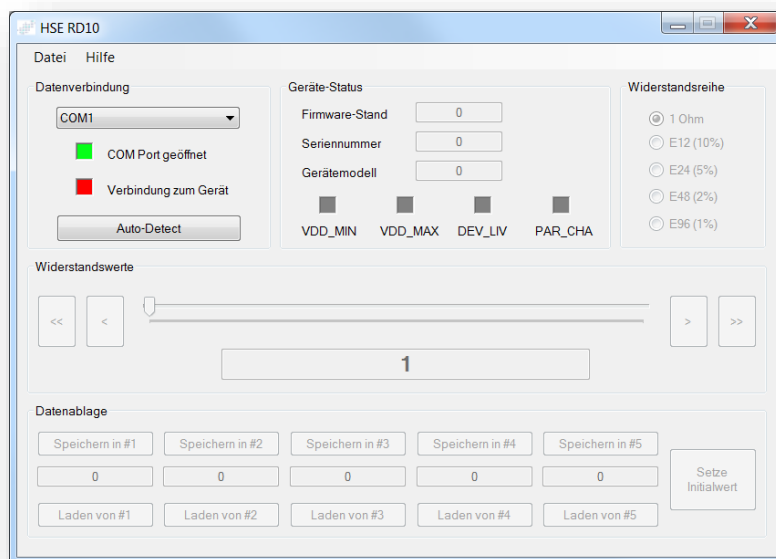 HSE RD10
Datei Hilfe
Datenverbindung
COM1
COM Port geöffnet
Verbindung zum Gerät
Auto-Detect
Geräte-Status
Firmware-Stand 0
Seriennummer 0
Gerätemodell 0
VDD_MIN VDD_MAX DEV_LIV PAR_CHA
Widerstandsreihe
1 Ohm
E12 (10%)
E24 (5%)
E48 (2%)
E96 (1%)
Widerstandswerte
<< < > >>
1
Datenablage
Speichern in #1 Speichern in #2 Speichern in #3 Speichern in #4 Speichern in #5
0 0 0 0 0
Laden von #1 Laden von #2 Laden von #3 Laden von #4 Laden von #5
Setze
Initialwert